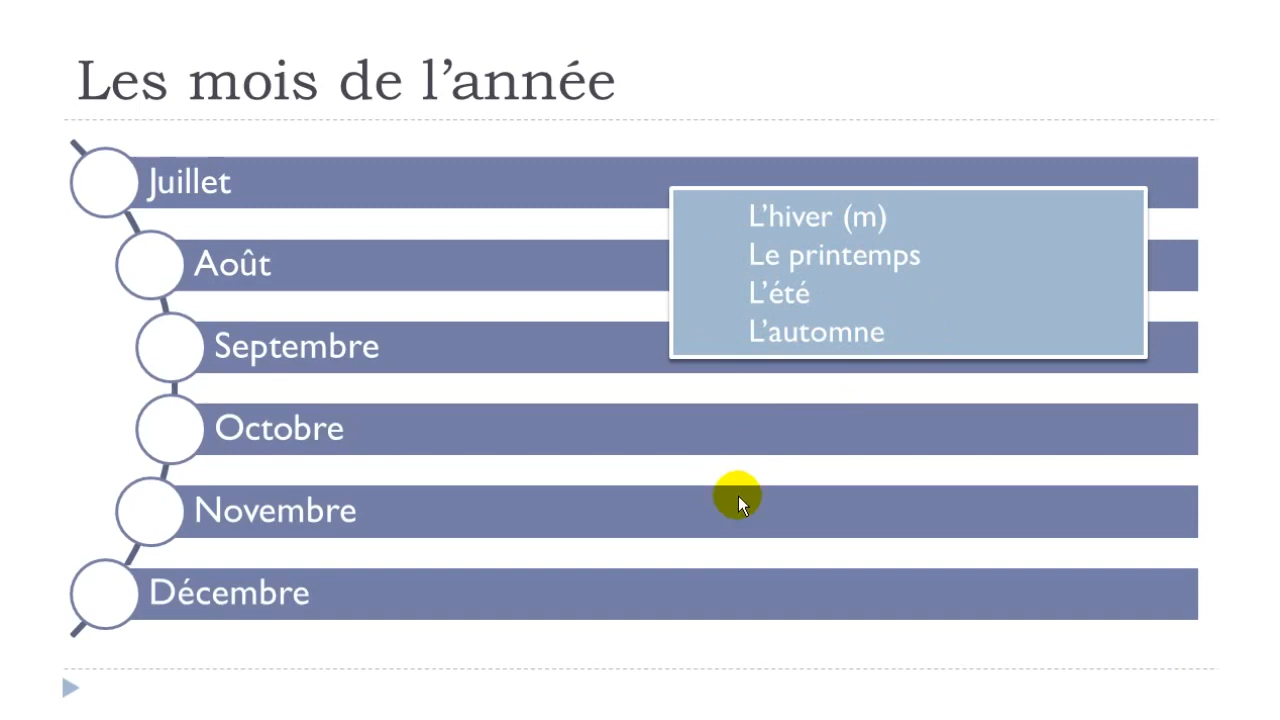 Les mois de l’année
Juillet
Août
Septembre
Octobre
Novembre
Décembre
L’hiver (m)
Le printemps
L’été
L’automne